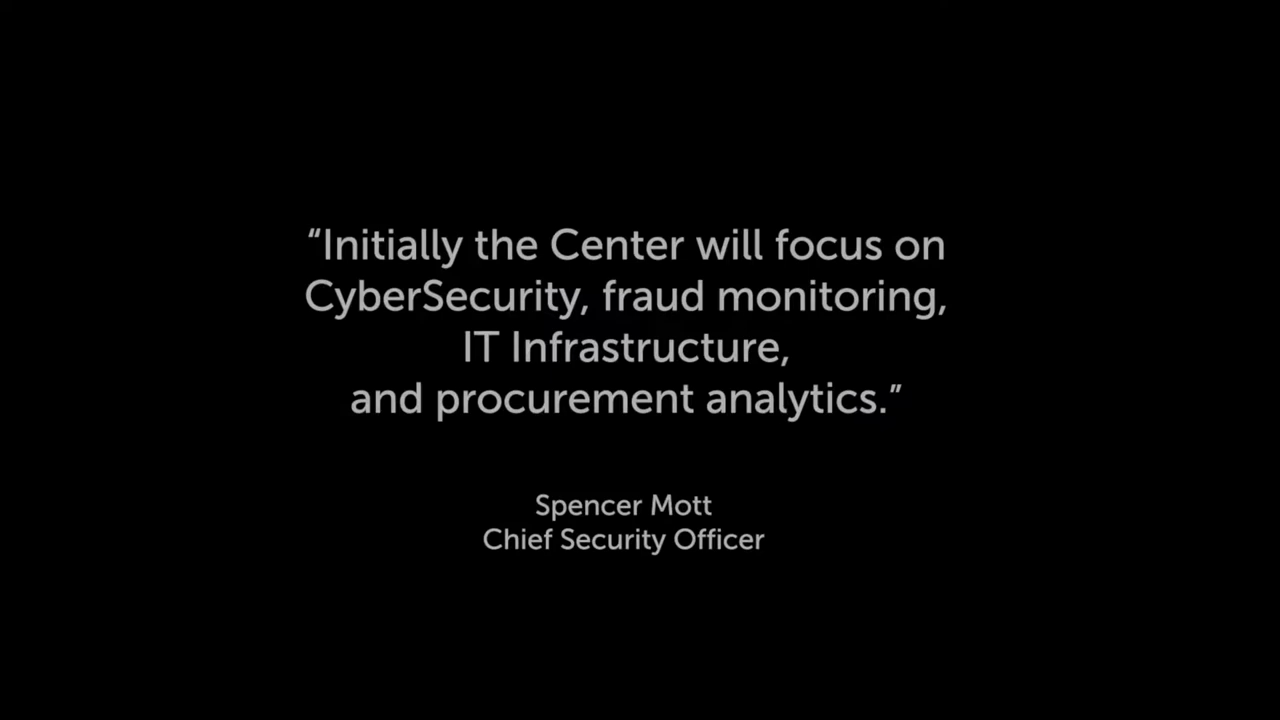 “Initially the Center will focus on
CyberSecurity, fraud monitoring,
IT Infrastructure,
and procurement analytics.”
Spencer Mott
Chief Security Officer